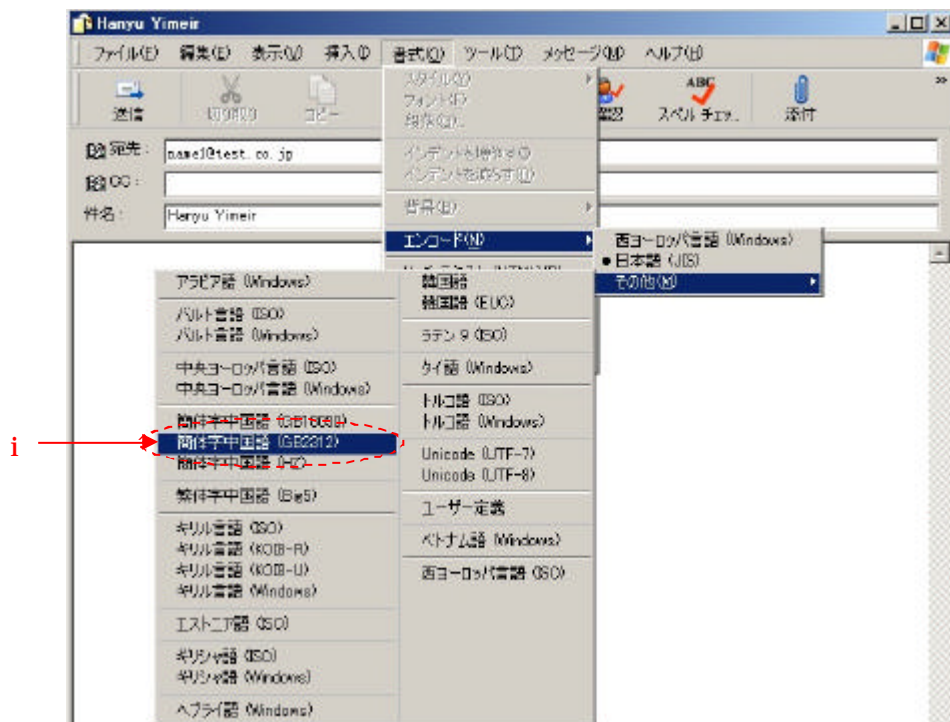 Hanyu Yimeir
ファイル(F) 編集(E) 表示(V) 挿入(I) 書式(O) ツール(T) メッセージ(M) ヘルプ(H)
送信 切り取り コピー 確認 スペル チェッ... 添付
スタイル(Y)
フォント(F)
段落(G)...
インデントを増やす(I)
インデントを減らす(D)
背景(B)
エンコード(N)
宛先:
name1@test.co.jp
CC:
件名:
Hanyu Yimeir
西ヨーロッパ言語 (Windows)
日本語 (JIS)
その他(M)
アラビア語 (Windows)
バルト言語 (ISO)
バルト言語 (Windows)
中央ヨーロッパ言語 (ISO)
中央ヨーロッパ言語 (Windows)
簡体字中国語 (GB18030)
i
簡体字中国語 (GB2312)
簡体字中国語 (HZ)
繁体字中国語 (Big5)
キリル言語 (ISO)
キリル言語 (KOI8-R)
キリル言語 (KOI8-U)
キリル言語 (Windows)
エストニア語 (ISO)
ギリシャ語 (ISO)
ギリシャ語 (Windows)
ヘブライ語 (Windows)
韓国語
韓国語 (EUC)
ラテン 9 (ISO)
タイ語 (Windows)
トルコ語 (ISO)
トルコ語 (Windows)
Unicode (UTF-7)
Unicode (UTF-8)
ユーザー定義
ベトナム語 (Windows)
西ヨーロッパ言語 (ISO)